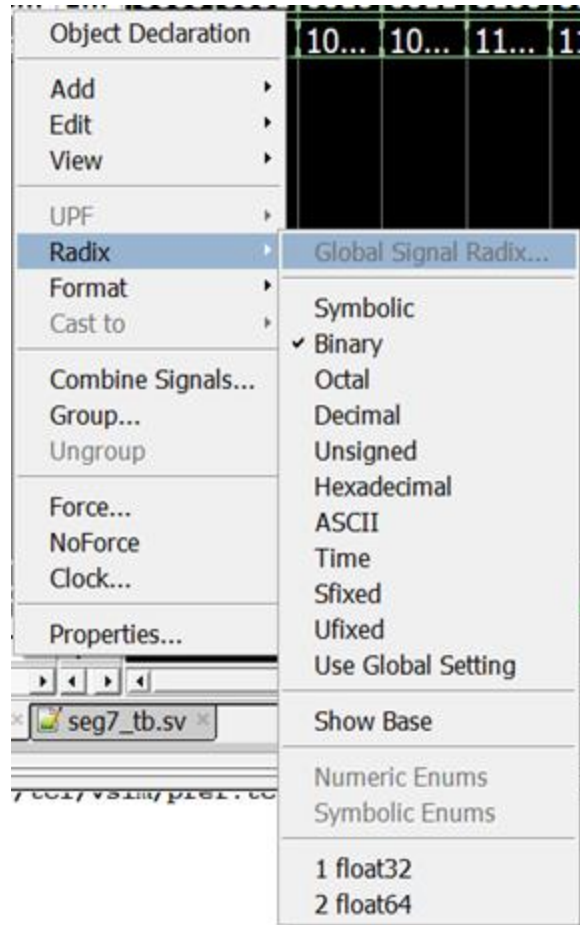 Object Declaration
10... 10... 11...
Add
Edit
View
UPF
Radix
Global Signal Radix...
Format
Symbolic
Cast to
Binary
Octal
Combine Signals...
Decimal
Group...
Unsigned
Ungroup
Hexadecimal
Force...
ASCII
NoForce
Time
Clock...
Sfixed
Ufixed
Properties...
Use Global Setting
seg7_tb.sv
Show Base
Numeric Enums
Symbolic Enums
1 float32
2 float64